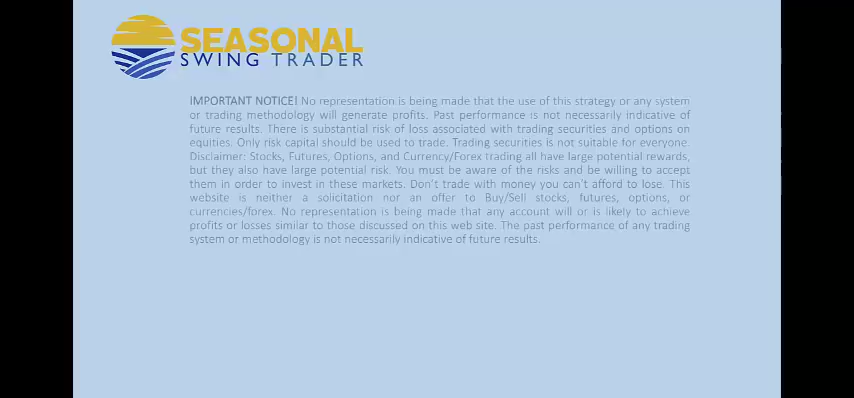 SEASONAL
SWING TRADER
IMPORTANT NOTICE! No representation is being made that the use of this strategy or any system
or trading methodology will generate profits. Past performance is not necessarily indicative of
future results. There is substantial risk of loss associated with trading securities and options on
equities. Only risk capital should be used to trade. Trading securities is not suitable for everyone.
Disclaimer: Stocks, Futures, Options, and Currency/Forex trading all have large potential rewards,
but they also have large potential risk. You must be aware of the risks and be willing to accept
them in order to invest in these markets. Don't trade with money you can't afford to lose. This
website is neither a solicitation nor an offer to Buy/Sell stocks, futures, options, or
currencies/forex. No representation is being made that any account will or is likely to achieve
profits or losses similar to those discussed on this web site. The past performance of any trading
system or methodology is not necessarily indicative of future results.